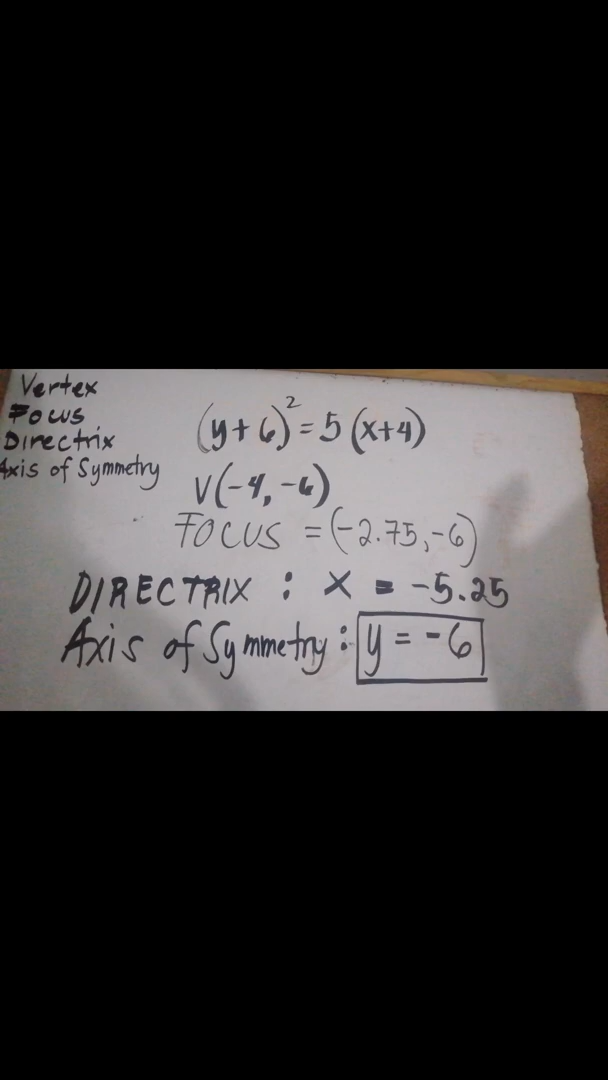 Vertex
Focus
Directrix
Axis of Symmetry
(y+6)²=5(x+4)
V(-4,-6)
FOCUS =(-2.75,-6)
DIRECTRIX : X = -5.25
Axis of Symmetry: y = -6